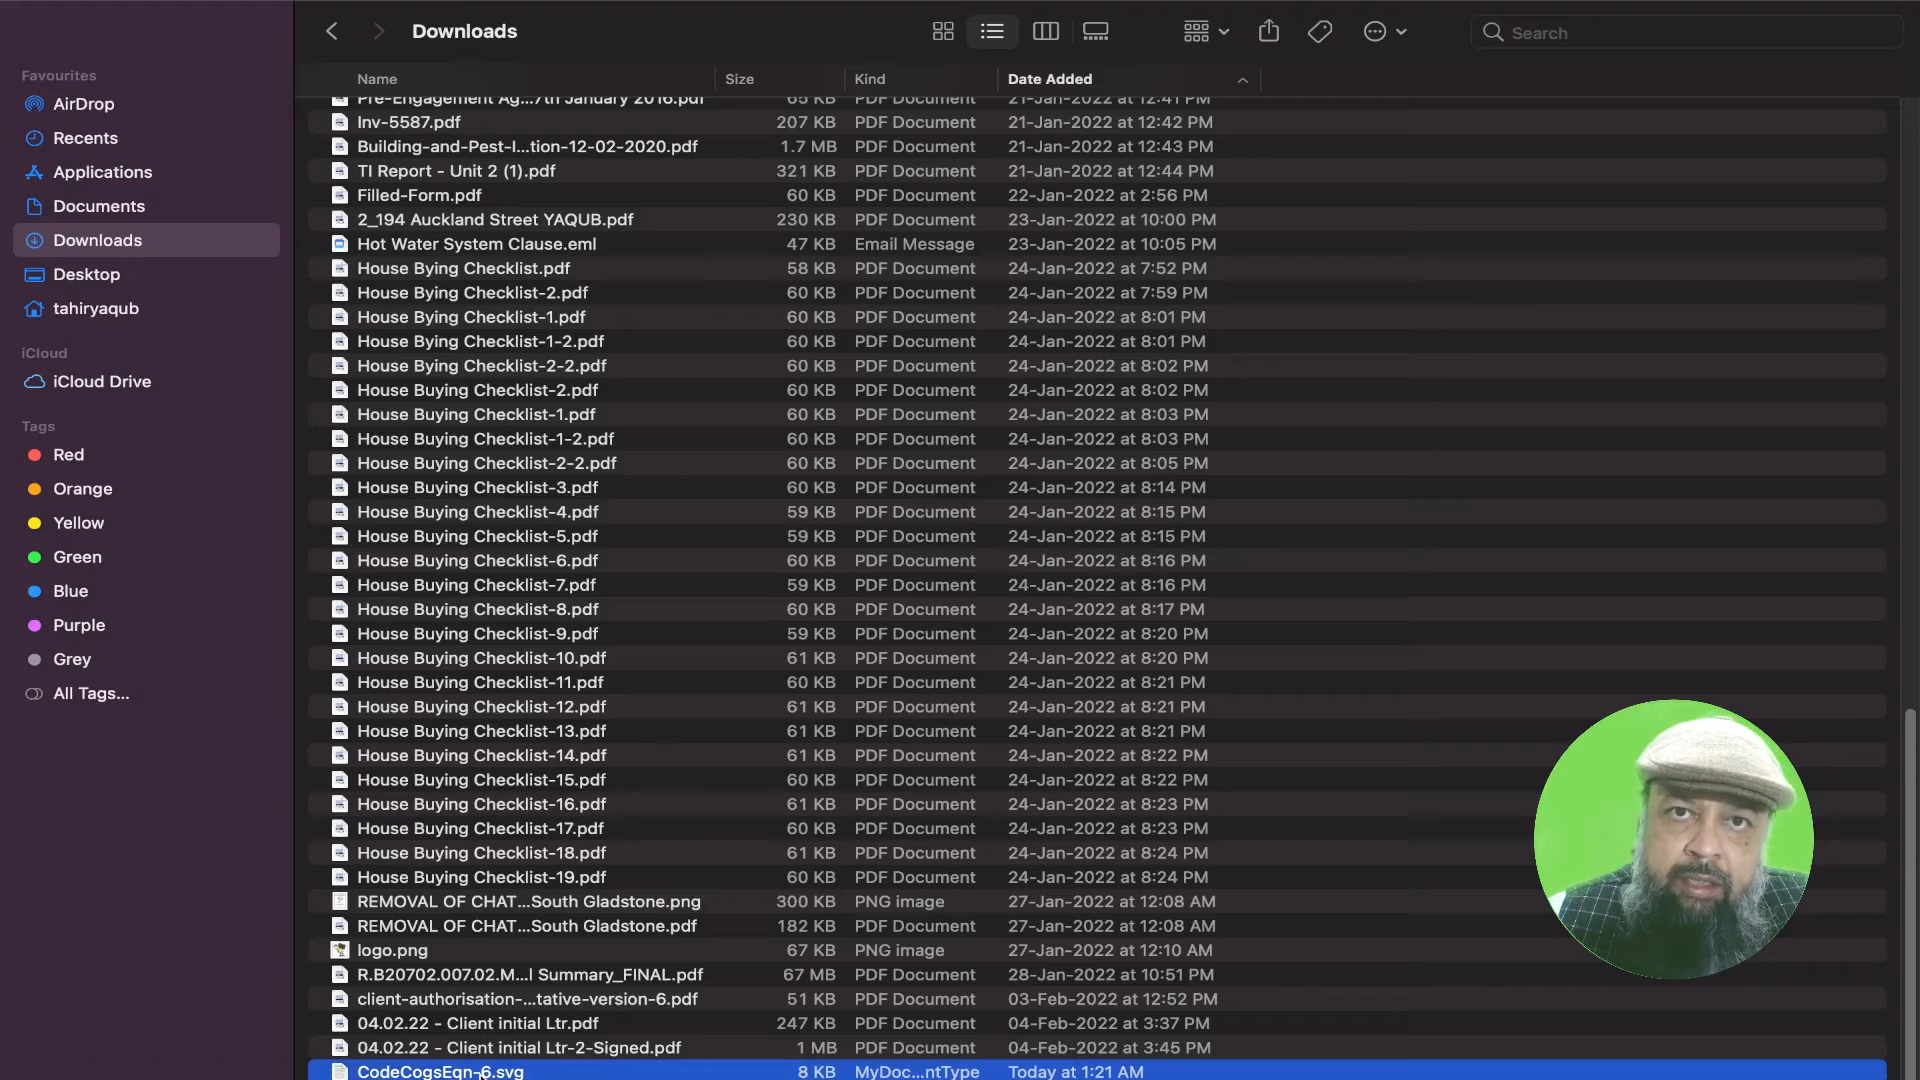 Downloads
Search
Favourites
AirDrop
Recents
Applications
Documents
Downloads
Desktop
tahiryaqub
iCloud
iCloud Drive
Tags
Red
Orange
Yellow
Green
Blue
Purple
Grey
All Tags...
Name Size Kind Date Added
Pre-Engagement Ag...7th January 2016.pdf 65 KB PDF Document 21-Jan-2022 at 12:41 PM
Inv-5587.pdf 207 KB PDF Document 21-Jan-2022 at 12:42 PM
Building-and-Pest-I...tion-12-02-2020.pdf 1.7 MB PDF Document 21-Jan-2022 at 12:43 PM
TI Report - Unit 2 (1).pdf 321 KB PDF Document 21-Jan-2022 at 12:44 PM
Filled-Form.pdf 60 KB PDF Document 22-Jan-2022 at 2:56 PM
2_194 Auckland Street YAQUB.pdf 230 KB PDF Document 23-Jan-2022 at 10:00 PM
Hot Water System Clause.eml 47 KB Email Message 23-Jan-2022 at 10:05 PM
House Bying Checklist.pdf 58 KB PDF Document 24-Jan-2022 at 7:52 PM
House Bying Checklist-2.pdf 60 KB PDF Document 24-Jan-2022 at 7:59 PM
House Bying Checklist-1.pdf 60 KB PDF Document 24-Jan-2022 at 8:01 PM
House Bying Checklist-1-2.pdf 60 KB PDF Document 24-Jan-2022 at 8:01 PM
House Bying Checklist-2-2.pdf 60 KB PDF Document 24-Jan-2022 at 8:02 PM
House Buying Checklist-2.pdf 60 KB PDF Document 24-Jan-2022 at 8:02 PM
House Buying Checklist-1.pdf 60 KB PDF Document 24-Jan-2022 at 8:03 PM
House Buying Checklist-1-2.pdf 60 KB PDF Document 24-Jan-2022 at 8:03 PM
House Buying Checklist-2-2.pdf 60 KB PDF Document 24-Jan-2022 at 8:05 PM
House Buying Checklist-3.pdf 60 KB PDF Document 24-Jan-2022 at 8:14 PM
House Buying Checklist-4.pdf 59 KB PDF Document 24-Jan-2022 at 8:15 PM
House Buying Checklist-5.pdf 59 KB PDF Document 24-Jan-2022 at 8:15 PM
House Buying Checklist-6.pdf 60 KB PDF Document 24-Jan-2022 at 8:16 PM
House Buying Checklist-7.pdf 59 KB PDF Document 24-Jan-2022 at 8:16 PM
House Buying Checklist-8.pdf 60 KB PDF Document 24-Jan-2022 at 8:17 PM
House Buying Checklist-9.pdf 59 KB PDF Document 24-Jan-2022 at 8:20 PM
House Buying Checklist-10.pdf 61 KB PDF Document 24-Jan-2022 at 8:20 PM
House Buying Checklist-11.pdf 60 KB PDF Document 24-Jan-2022 at 8:21 PM
House Buying Checklist-12.pdf 61 KB PDF Document 24-Jan-2022 at 8:21 PM
House Buying Checklist-13.pdf 61 KB PDF Document 24-Jan-2022 at 8:21 PM
House Buying Checklist-14.pdf 61 KB PDF Document 24-Jan-2022 at 8:22 PM
House Buying Checklist-15.pdf 60 KB PDF Document 24-Jan-2022 at 8:22 PM
House Buying Checklist-16.pdf 61 KB PDF Document 24-Jan-2022 at 8:23 PM
House Buying Checklist-17.pdf 60 KB PDF Document 24-Jan-2022 at 8:23 PM
House Buying Checklist-18.pdf 61 KB PDF Document 24-Jan-2022 at 8:24 PM
House Buying Checklist-19.pdf 60 KB PDF Document 24-Jan-2022 at 8:24 PM
REMOVAL OF CHAT...South Gladstone.png 300 KB PNG image 27-Jan-2022 at 12:08 AM
REMOVAL OF CHAT...South Gladstone.pdf 182 KB PDF Document 27-Jan-2022 at 12:08 AM
logo.png 67 KB PNG image 27-Jan-2022 at 12:10 AM
R.B20702.007.02.M...l Summary_FINAL.pdf 67 MB PDF Document 28-Jan-2022 at 10:51 PM
client-authorisation-...tative-version-6.pdf 51 KB PDF Document 03-Feb-2022 at 12:52 PM
04.02.22 - Client initial Ltr.pdf 247 KB PDF Document 04-Feb-2022 at 3:37 PM
04.02.22 - Client initial Ltr-2-Signed.pdf 1 MB PDF Document 04-Feb-2022 at 3:45 PM
CodeCogsEqn-6.svg 8 KB MyDoc...ntType Today at 1:21 AM